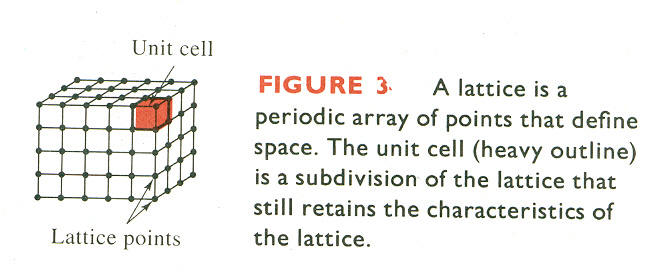 Unit cell
FIGURE 3 A lattice is a
periodic array of points that define
space. The unit cell (heavy outline)
is a subdivision of the lattice that
still retains the characteristics of
the lattice.
Lattice points